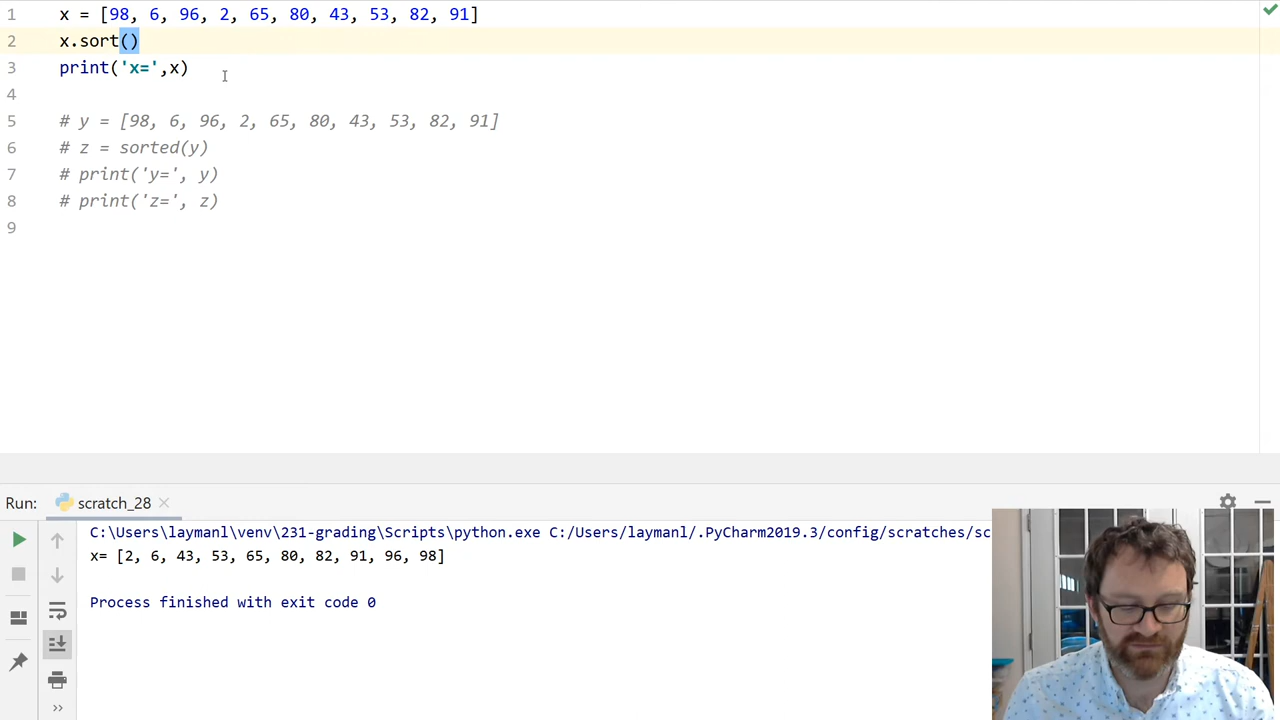 1 x = [98, 6, 96, 2, 65, 80, 43, 53, 82, 91]
2 x.sort()
3 print('x=',x)
4
5 # y = [98, 6, 96, 2, 65, 80, 43, 53, 82, 91]
6 # z = sorted(y)
7 # print('y=', y)
8 # print('z=', z)
9
Run: scratch_28
C:\Users\laymanl\venv\231-grading\Scripts\python.exe C:/Users/laymanl/.PyCharm2019.3/config/scratches/sc
x= [2, 6, 43, 53, 65, 80, 82, 91, 96, 98]
Process finished with exit code 0